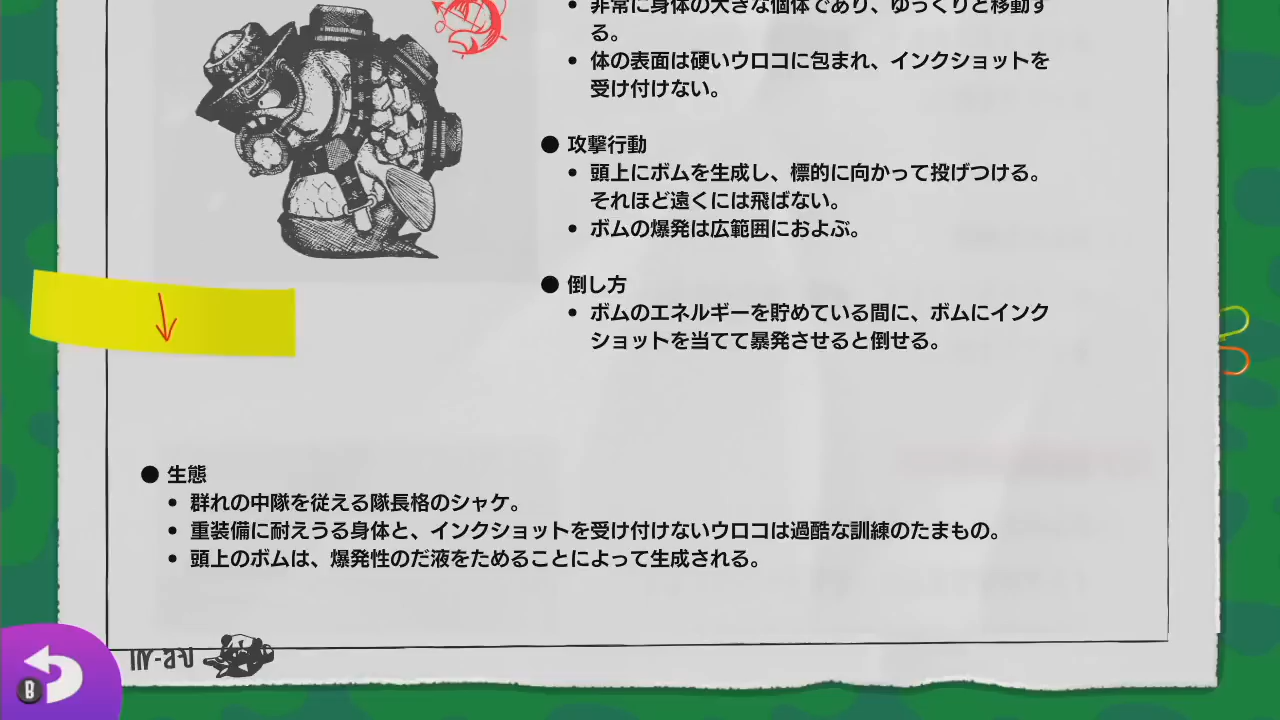 • 非常に身体の大きな個体であり、ゆっくりと移動す
る。
• 体の表面は硬いウロコに包まれ、インクショットを
受け付けない。
● 攻撃行動
• 頭上にボムを生成し、標的に向かって投げつける。
それほど遠くには飛ばない。
• ボムの爆発は広範囲におよぶ。
● 倒し方
• ボムのエネルギーを貯めている間に、ボムにインク
ショットを当てて暴発させると倒せる。
● 生態
• 群れの中隊を従える隊長格のシャケ。
• 重装備に耐えうる身体と、インクショットを受け付けないウロコは過酷な訓練のたまもの。
• 頭上のボムは、爆発性のだ液をためることによって生成される。
B